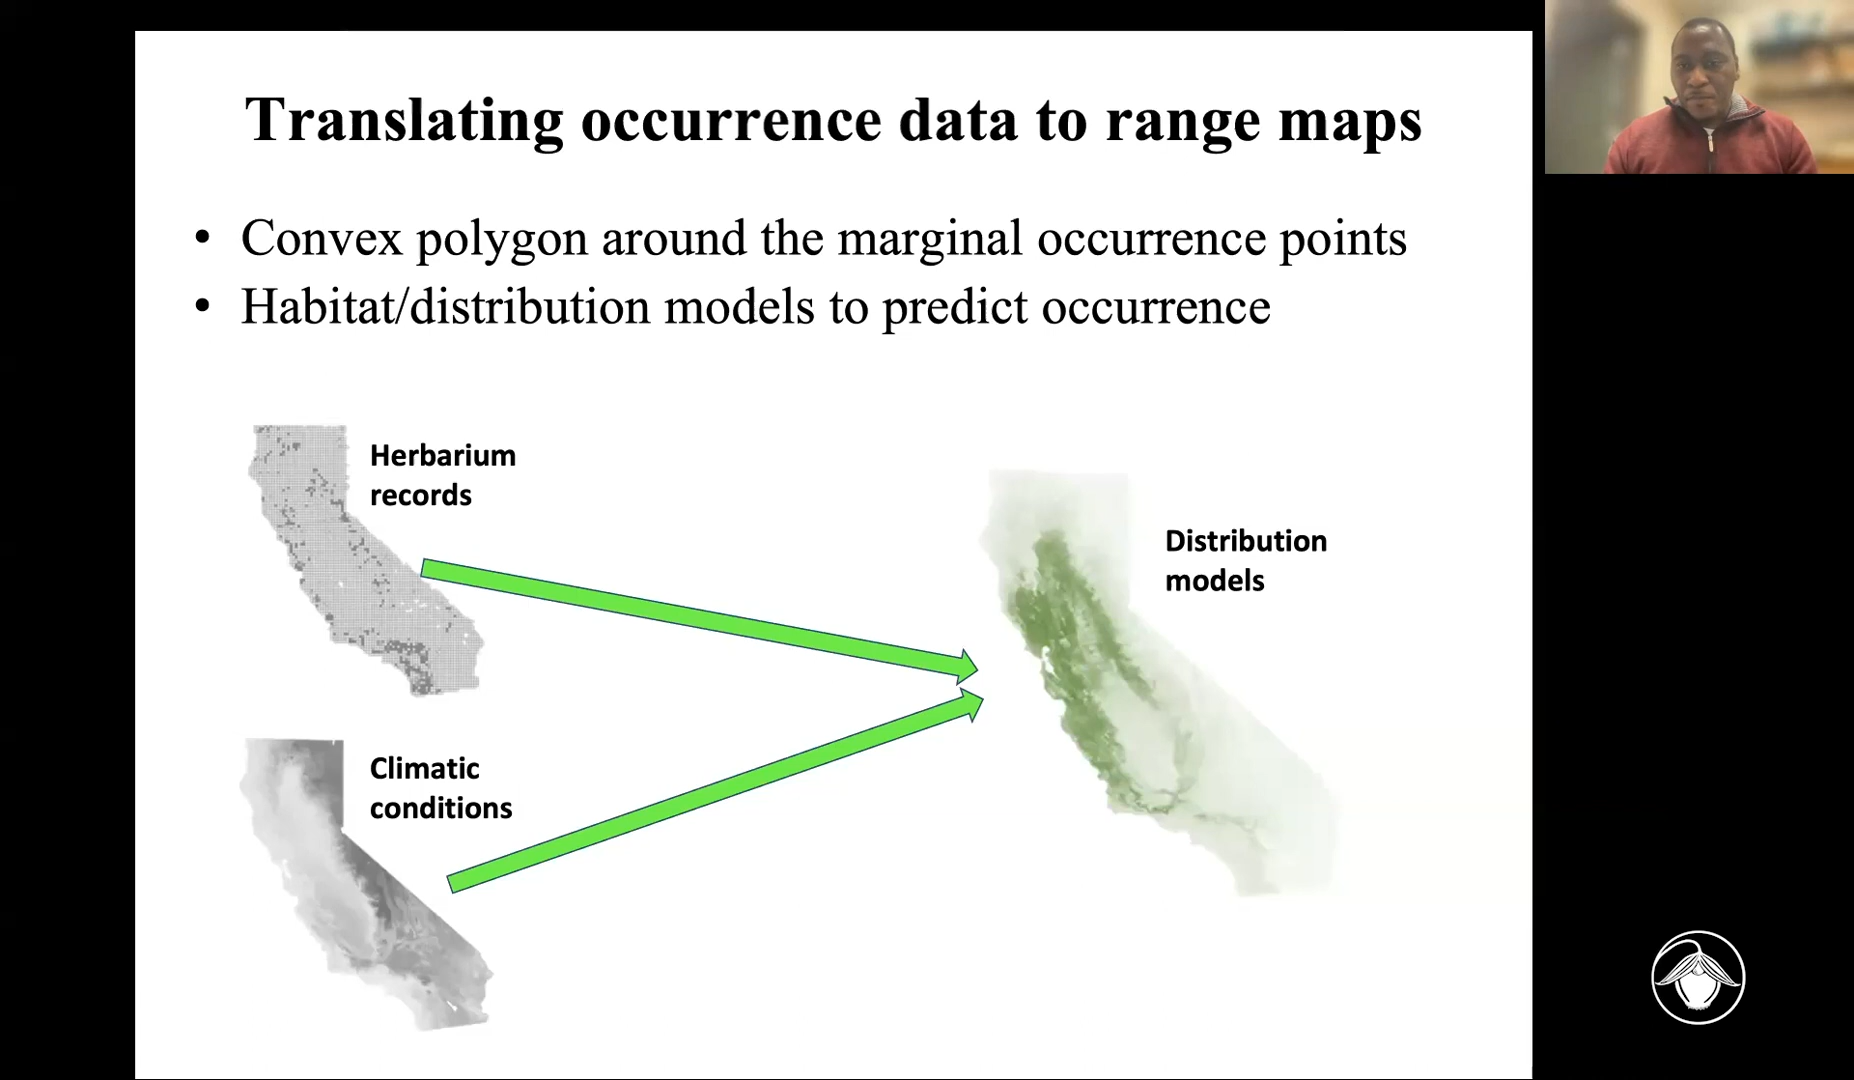 Translating occurrence data to range maps
• Convex polygon around the marginal occurrence points
• Habitat/distribution models to predict occurrence
Herbarium
records
Distribution
models
Climatic
conditions